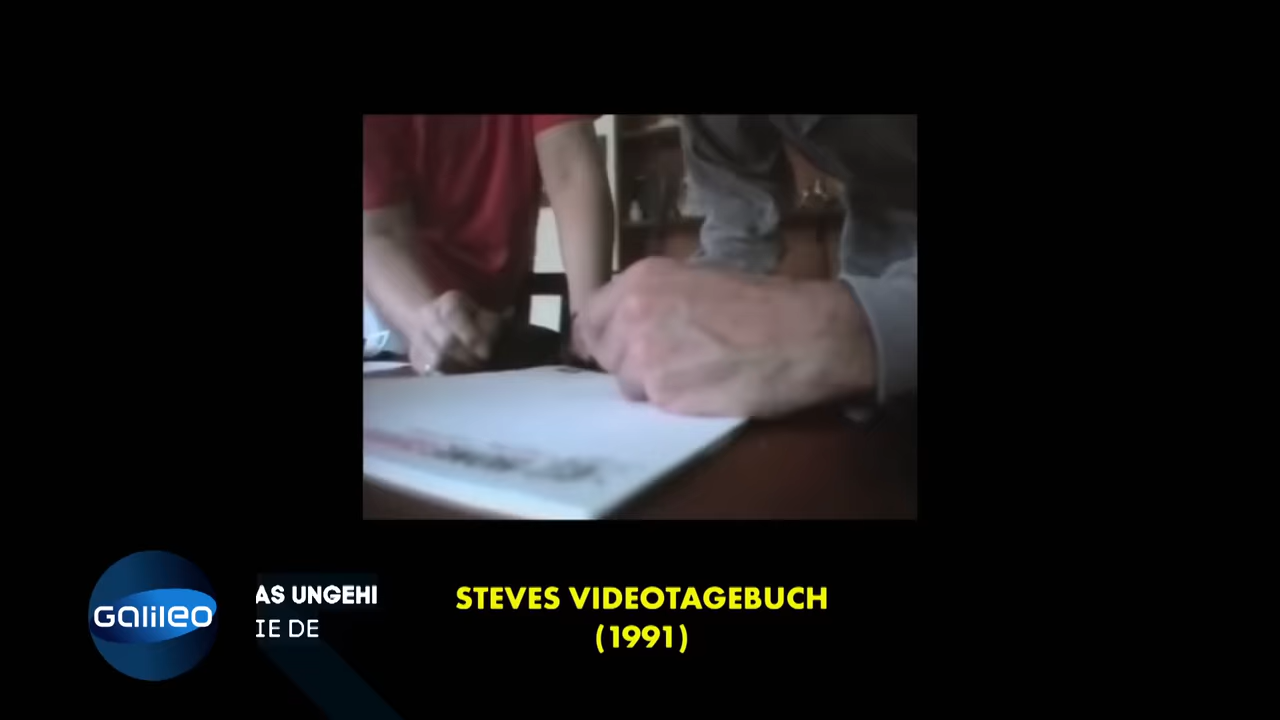 Galileo
AS UNGEHI
IE DE
STEVES VIDEOTAGEBUCH
(1991)